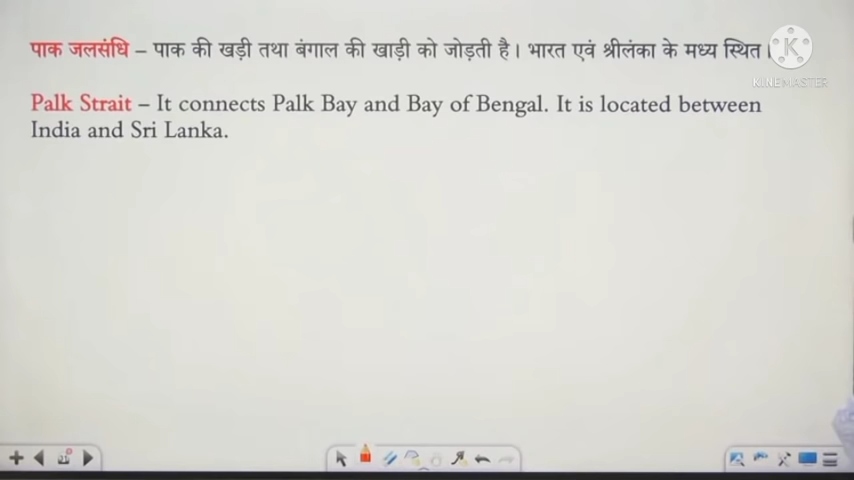 पाक जलसंधि – पाक की खड़ी तथा बंगाल की खाड़ी को जोड़ती है। भारत एवं श्रीलंका के मध्य स्थित।
K
KINEMASTER
Palk Strait – It connects Palk Bay and Bay of Bengal. It is located between
India and Sri Lanka.